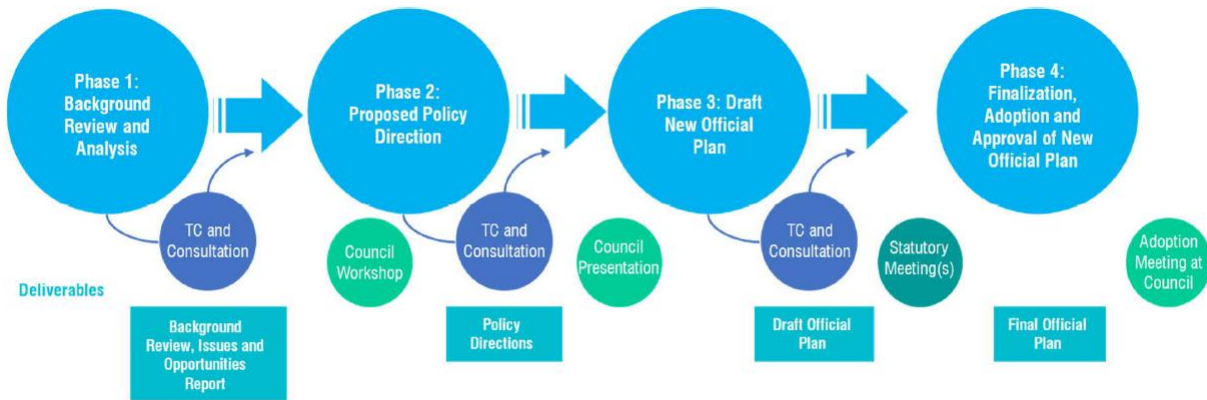 Phase 1:
Background
Review and
Analysis
Phase 2:
Proposed Policy
Direction
Phase 3: Draft
New Official
Plan
Phase 4:
Finalization,
Adoption and
Approval of New
Official Plan
TC and
Consultation
Council
Workshop
TC and
Consultation
Council
Presentation
TC and
Consultation
Statutory
Meeting(s)
Adoption
Meeting at
Council
Deliverables
Background
Review, Issues and
Opportunities
Report
Policy
Directions
Draft Official
Plan
Final Official
Plan